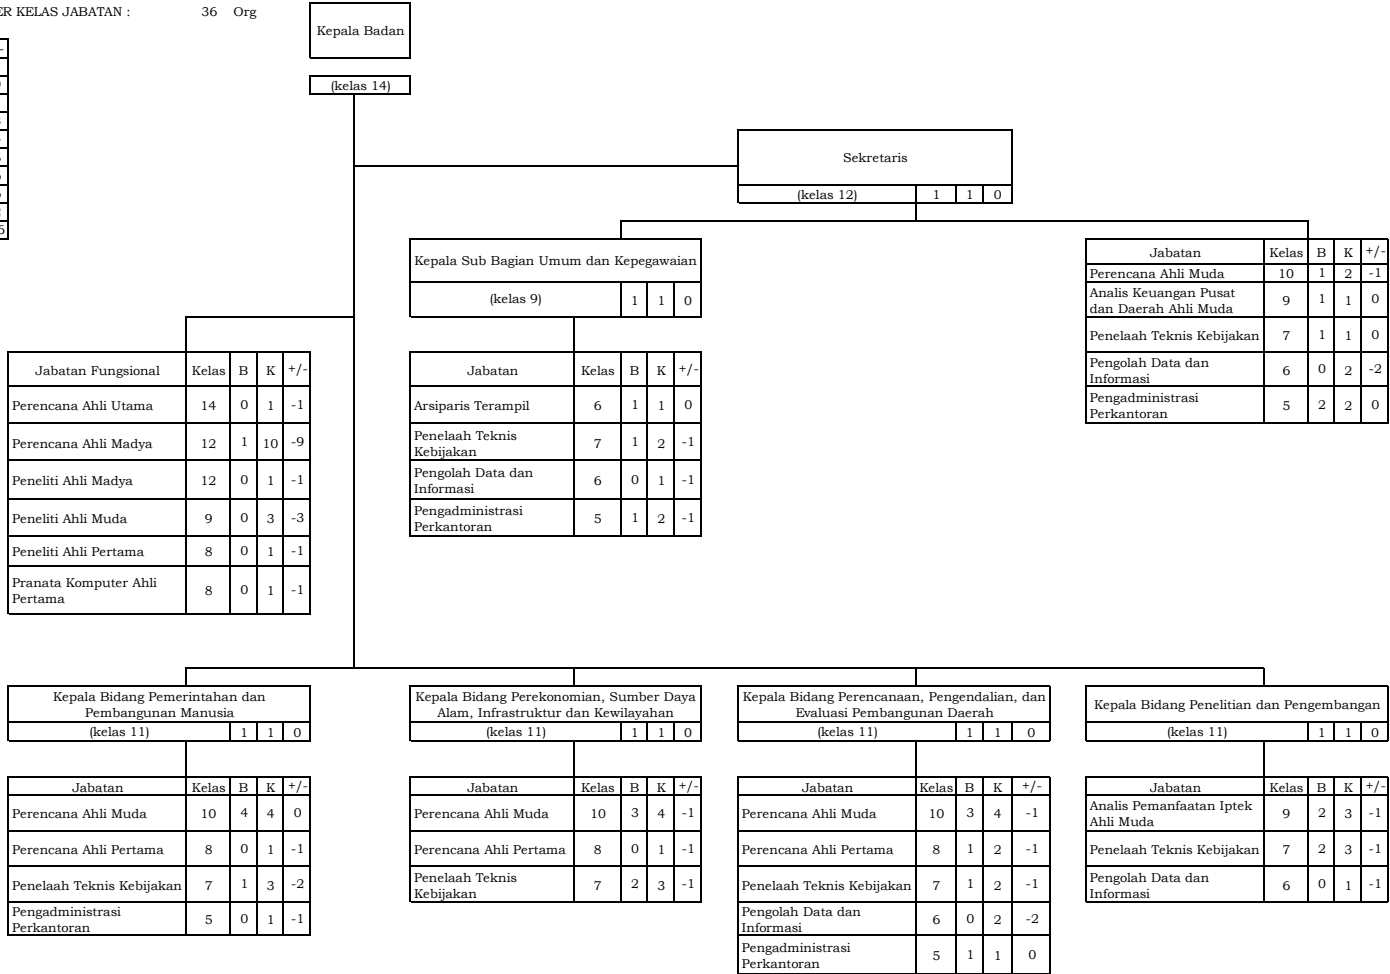 ER KELAS JABATAN : 36 Org
Kepala Badan
(kelas 14)
Sekretaris
(kelas 12) 1 1 0
Kepala Sub Bagian Umum dan Kepegawaian
(kelas 9) 1 1 0
Jabatan Kelas B K +/-
Perencana Ahli Muda 10 1 2 -1
Analis Keuangan Pusat
dan Daerah Ahli Muda 9 1 1 0
Penelaah Teknis Kebijakan 7 1 1 0
Pengolah Data dan
Informasi 6 0 2 -2
Pengadministrasi
Perkantoran 5 2 2 0
Jabatan Fungsional Kelas B K +/-
Perencana Ahli Utama 14 0 1 -1
Perencana Ahli Madya 12 1 10 -9
Peneliti Ahli Madya 12 0 1 -1
Peneliti Ahli Muda 9 0 3 -3
Peneliti Ahli Pertama 8 0 1 -1
Pranata Komputer Ahli
Pertama 8 0 1 -1
Jabatan Kelas B K +/-
Arsiparis Terampil 6 1 1 0
Penelaah Teknis
Kebijakan 7 1 2 -1
Pengolah Data dan
Informasi 6 0 1 -1
Pengadministrasi
Perkantoran 5 1 2 -1
Kepala Bidang Pemerintahan dan
Pembangunan Manusia
(kelas 11) 1 1 0
Jabatan Kelas B K +/-
Perencana Ahli Muda 10 4 4 0
Perencana Ahli Pertama 8 0 1 -1
Penelaah Teknis Kebijakan 7 1 3 -2
Pengadministrasi
Perkantoran 5 0 1 -1
Kepala Bidang Perekonomian, Sumber Daya
Alam, Infrastruktur dan Kewilayahan
(kelas 11) 1 1 0
Jabatan Kelas B K +/-
Perencana Ahli Muda 10 3 4 -1
Perencana Ahli Pertama 8 0 1 -1
Penelaah Teknis
Kebijakan 7 2 3 -1
Kepala Bidang Perencanaan, Pengendalian, dan
Evaluasi Pembangunan Daerah
(kelas 11) 1 1 0
Jabatan Kelas B K +/-
Perencana Ahli Muda 10 3 4 -1
Perencana Ahli Pertama 8 1 2 -1
Penelaah Teknis Kebijakan 7 1 2 -1
Pengolah Data dan
Informasi 6 0 2 -2
Pengadministrasi
Perkantoran 5 1 1 0
Kepala Bidang Penelitian dan Pengembangan
(kelas 11) 1 1 0
Jabatan Kelas B K +/-
Analis Pemanfaatan Iptek
Ahli Muda 9 2 3 -1
Penelaah Teknis Kebijakan 7 2 3 -1
Pengolah Data dan
Informasi 6 0 1 -1